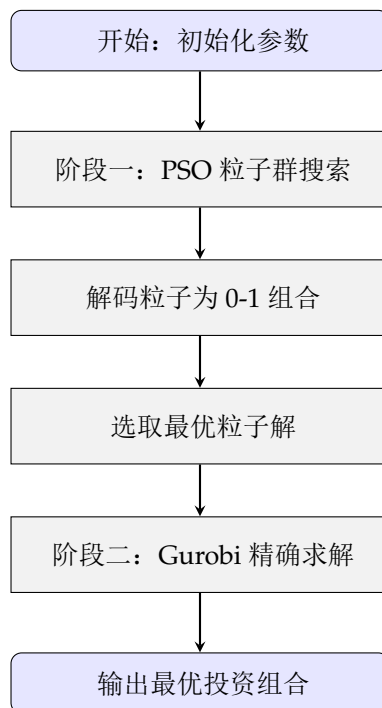 开始：初始化参数
阶段一：PSO 粒子群搜索
解码粒子为 0-1 组合
选取最优粒子解
阶段二：Gurobi 精确求解
输出最优投资组合